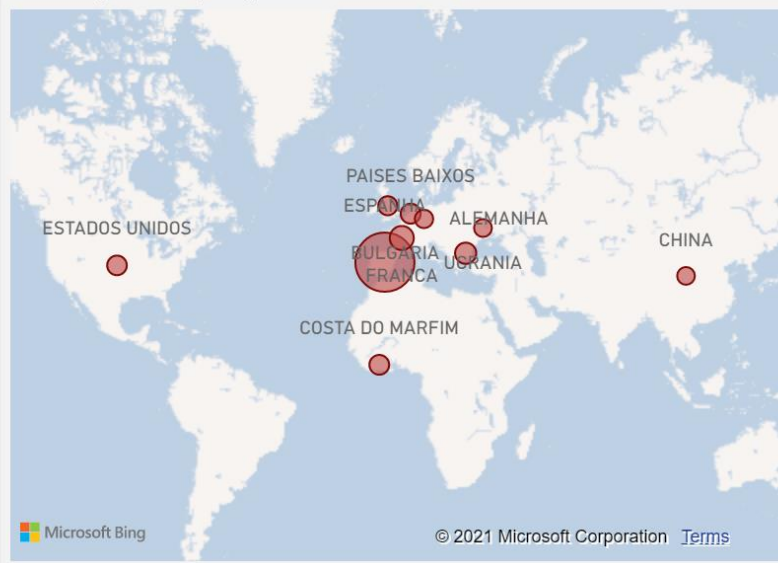 PAISES BAIXOS
ESPANHA
ESTADOS UNIDOS
ALEMANHA
CHINA
BULGARIA
UCRANIA
FRANCA
COSTA DO MARFIM
Microsoft Bing
© 2021 Microsoft Corporation Terms